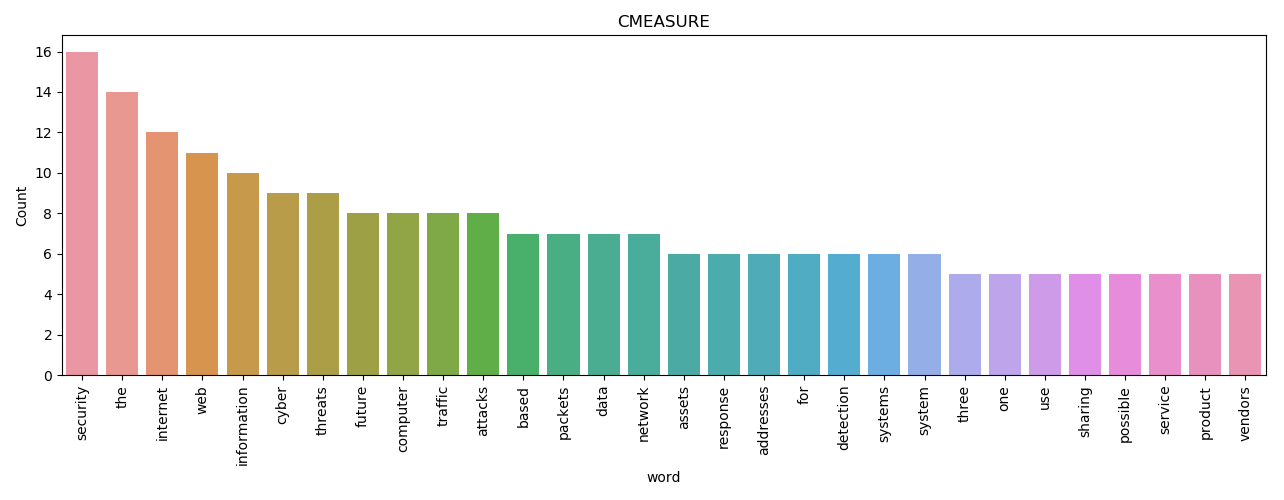 CMEASURE
Count
16
14
12
10
8
6
4
2
0
security
the
internet
web
information
cyber
threats
future
computer
traffic
attacks
based
packets
data
network
assets
response
addresses
for
detection
systems
system
three
one
use
sharing
possible
service
product
vendors
word